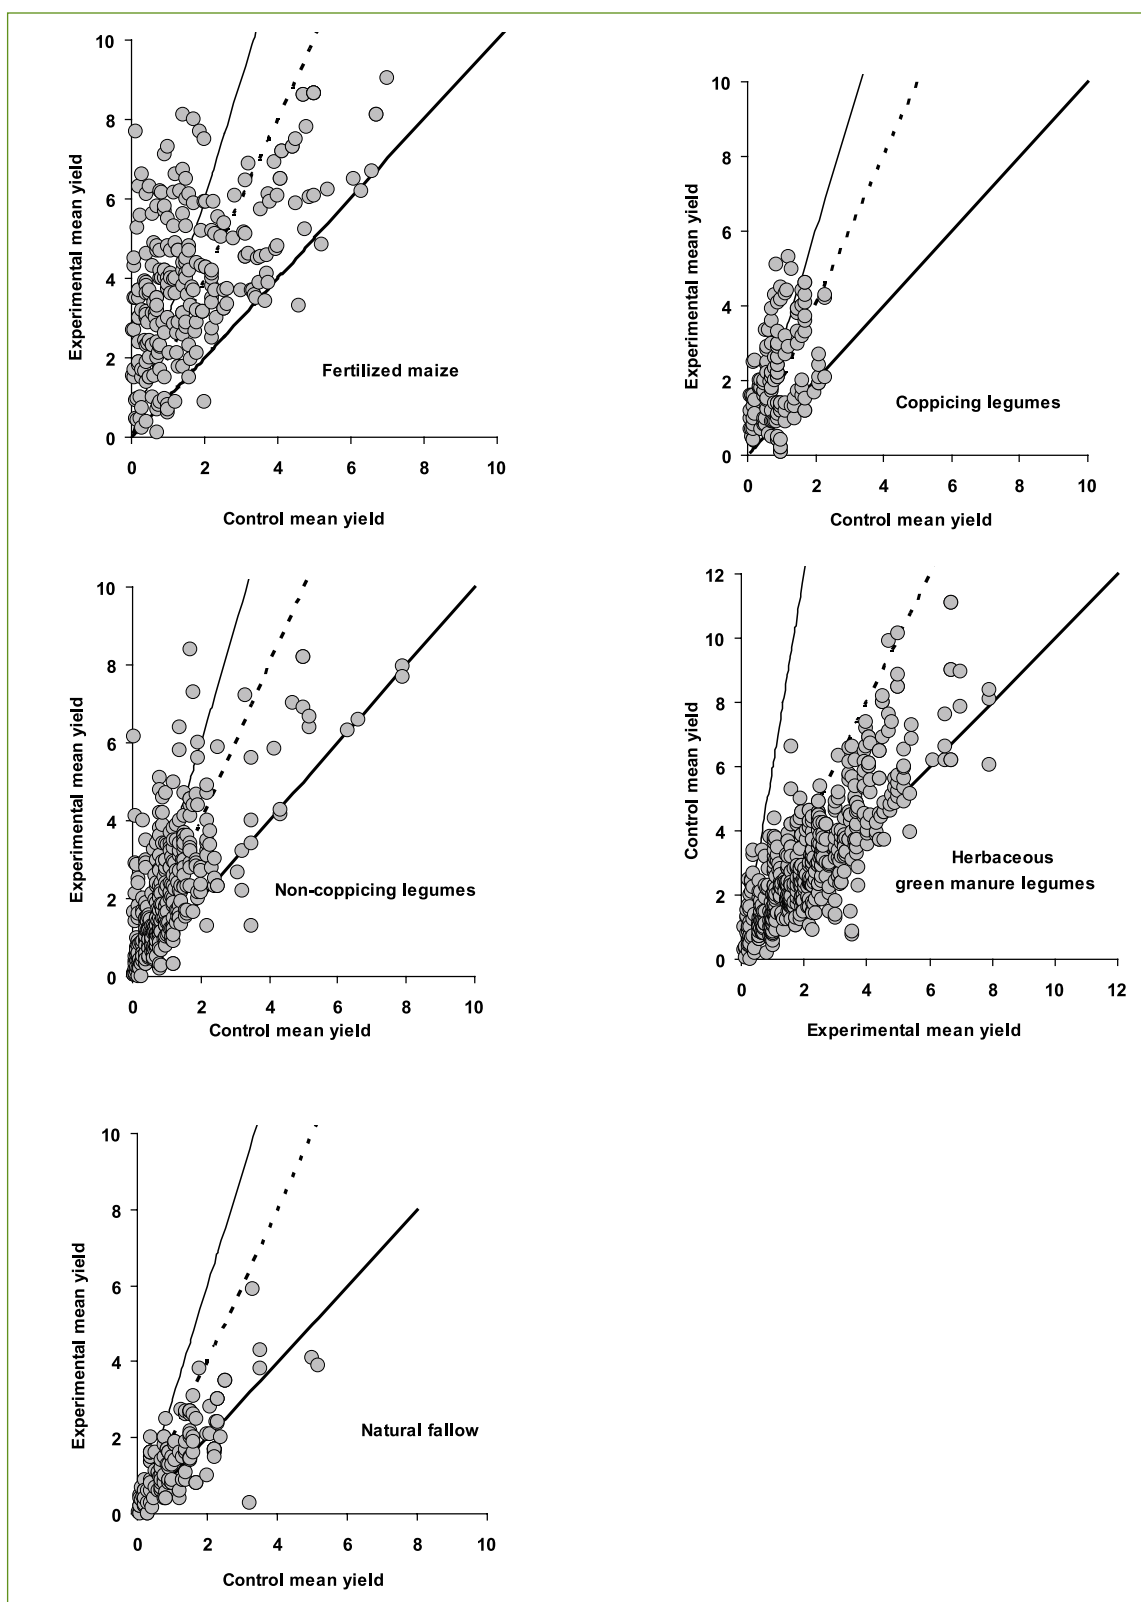 10
8
6
4
2
0
Experimental mean yield
Fertilized maize
0 2 4 6 8 10
Control mean yield
10
8
6
4
2
0
Experimental mean yield
Coppicing legumes
0 2 4 6 8 10
Control mean yield
10
8
6
4
2
0
Experimental mean yield
Non-coppicing legumes
0 2 4 6 8 10
Control mean yield
12
10
8
6
4
2
0
Control mean yield
Herbaceous
green manure legumes
0 2 4 6 8 10 12
Experimental mean yield
10
8
6
4
2
0
Experimental mean yield
Natural fallow
0 2 4 6 8 10
Control mean yield